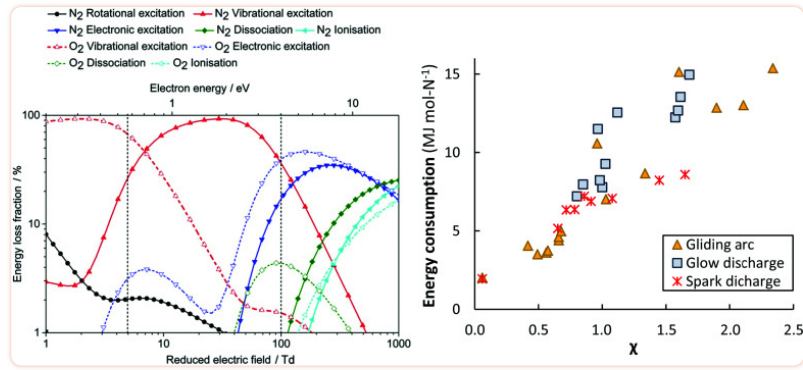 N2 Rotational excitation N2 Vibrational excitation
N2 Electronic excitation N2 Dissociation N2 Ionisation
O2 Vibrational excitation O2 Electronic excitation
O2 Dissociation O2 Ionisation
Electron energy / eV
1 10
100
10
1
Energy loss fraction / %
1 10 100 1000
Reduced electric field / Td
Energy consumption (MJ mol-N-1)
15
10
5
0
0.0 0.5 1.0 1.5 2.0 2.5
χ
Gliding arc
Glow discharge
Spark dicharge